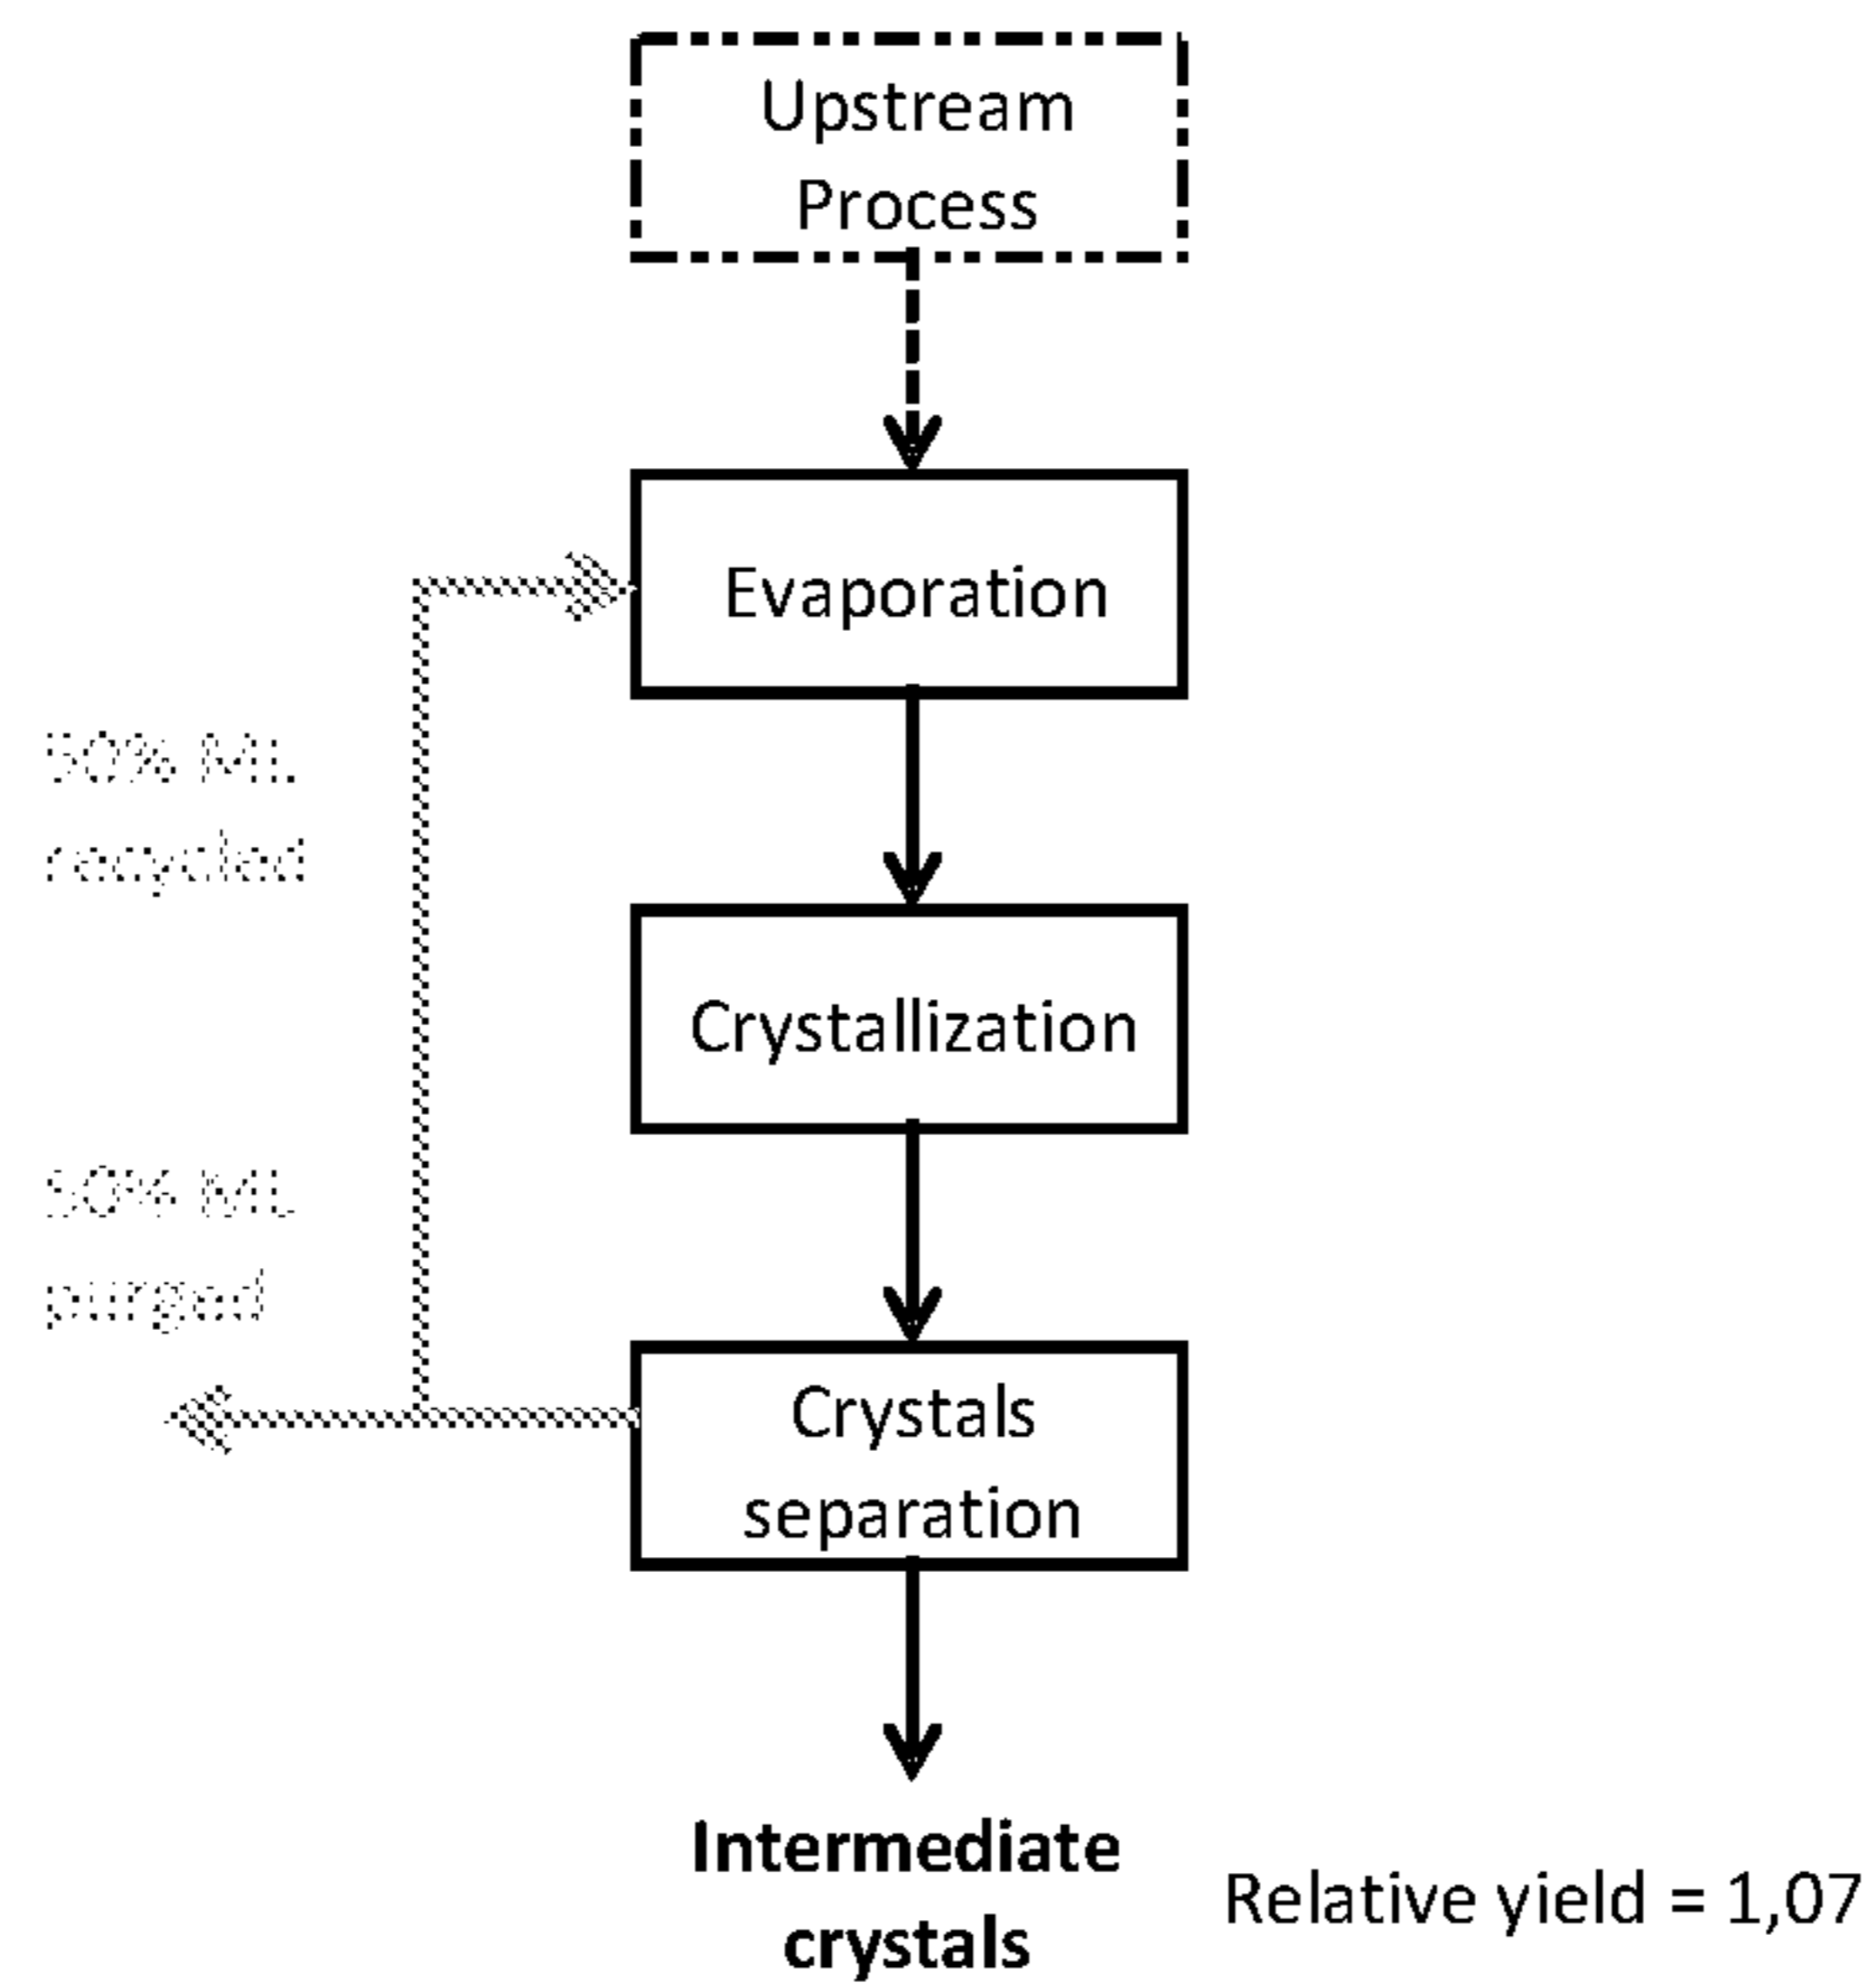 Upstream
Process
Evaporation
50% ML
recycled
Crystallization
50% ML
purged
Crystals
separation
Intermediate
crystals
Relative yield = 1,07